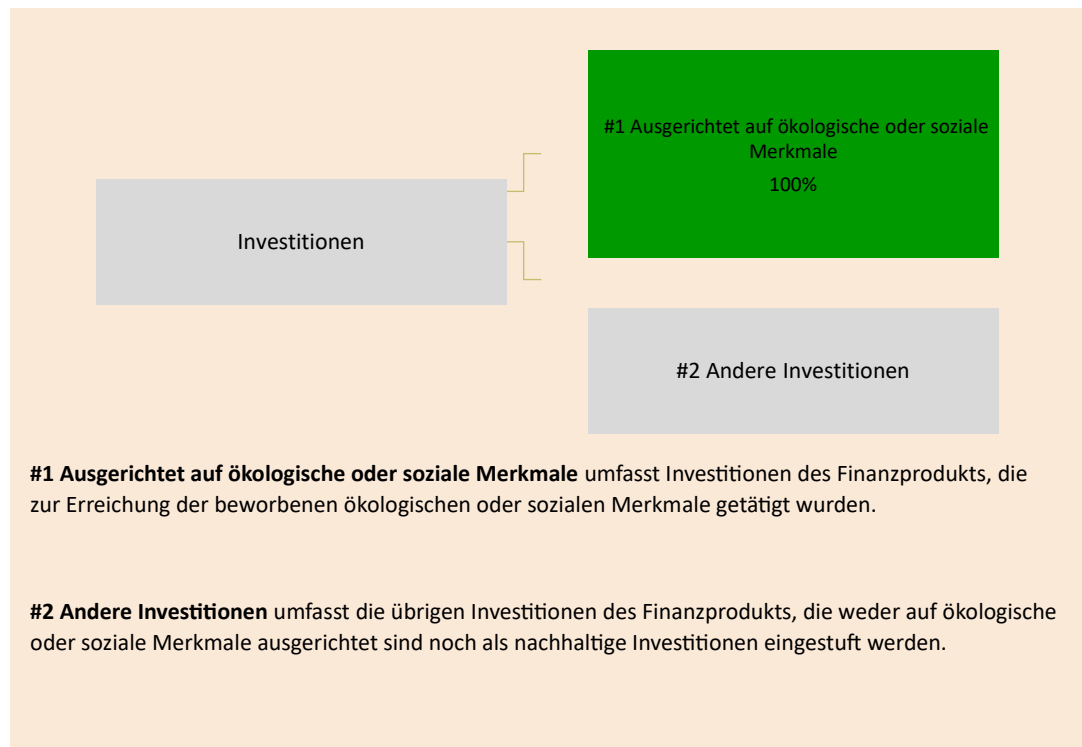 #1 Ausgerichtet auf ökologische oder soziale
Merkmale
100%
Investitionen
#2 Andere Investitionen
#1 Ausgerichtet auf ökologische oder soziale Merkmale umfasst Investitionen des Finanzprodukts, die
zur Erreichung der beworbenen ökologischen oder sozialen Merkmale getätigt wurden.
#2 Andere Investitionen umfasst die übrigen Investitionen des Finanzprodukts, die weder auf ökologische
oder soziale Merkmale ausgerichtet sind noch als nachhaltige Investitionen eingestuft werden.